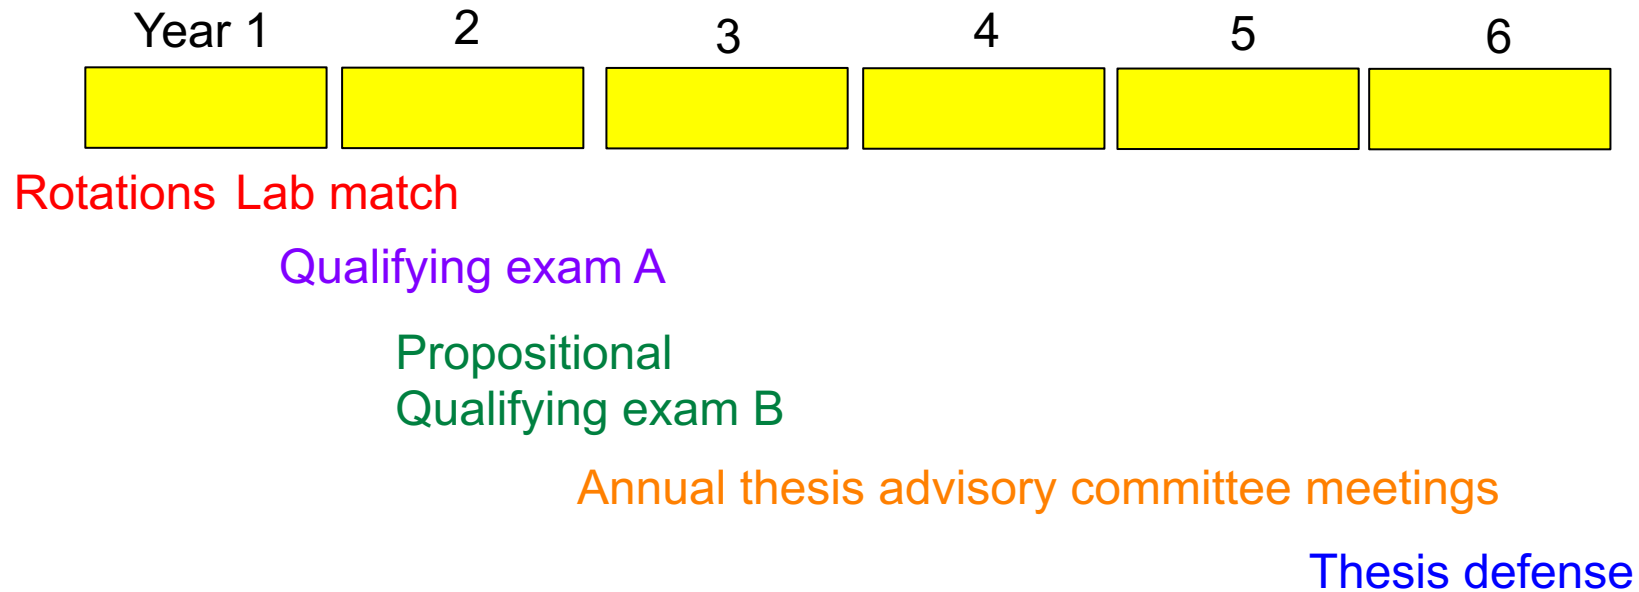 Year 1 2 3 4 5 6
Rotations Lab match
Qualifying exam A
Propositional
Qualifying exam B
Annual thesis advisory committee meetings
Thesis defense